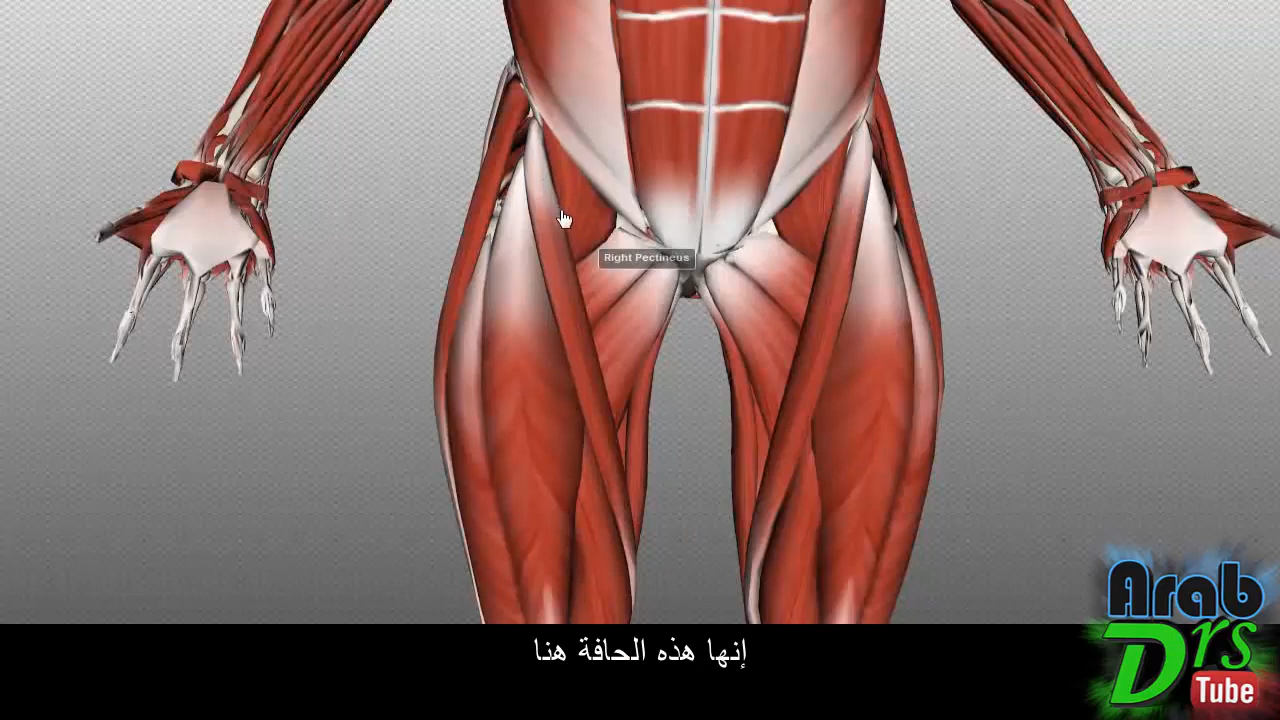 Right Pectineus
إنها هذه الحافة هنا
Arab
Drs
Tube